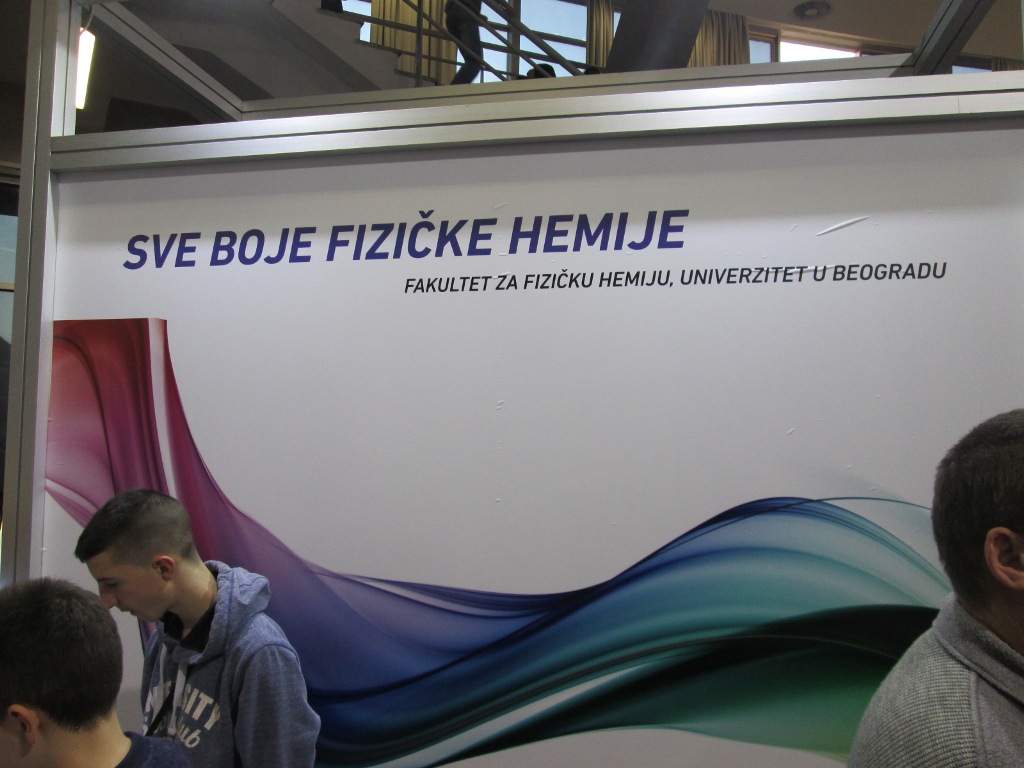 SVE BOJE FIZIČKE HEMIJE
FAKULTET ZA FIZIČKU HEMIJU, UNIVERZITET U BEOGRADU